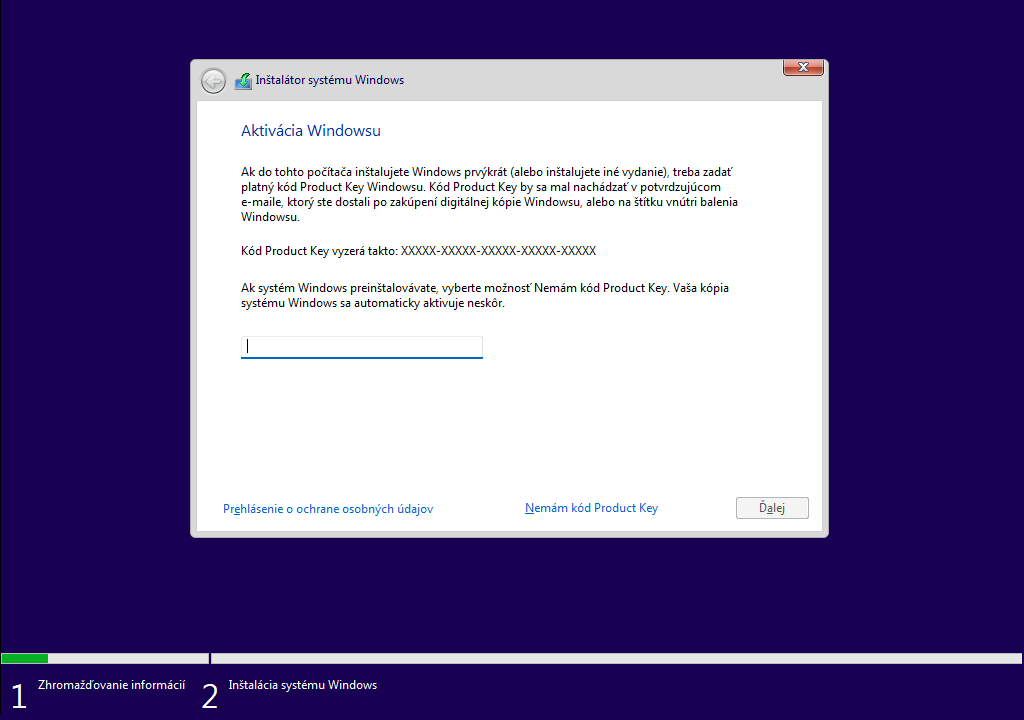 Inštalátor systému Windows
Aktivácia Windowsu
Ak do tohto počítača inštalujete Windows prvýkrát (alebo inštalujete iné vydanie), treba zadať
platný kód Product Key Windowsu. Kód Product Key by sa mal nachádzať v potvrdzujúcom
e-maile, ktorý ste dostali po zakúpení digitálnej kópie Windowsu, alebo na štítku vnútri balenia
Windowsu.
Kód Product Key vyzerá takto: XXXXX-XXXXX-XXXXX-XXXXX-XXXXX
Ak systém Windows preinštalovávate, vyberte možnosť Nemám kód Product Key. Vaša kópia
systému Windows sa automaticky aktivuje neskôr.
Prehlásenie o ochrane osobných údajov
Nemám kód Product Key
Ďalej
1 Zhromažďovanie informácií
2 Inštalácia systému Windows